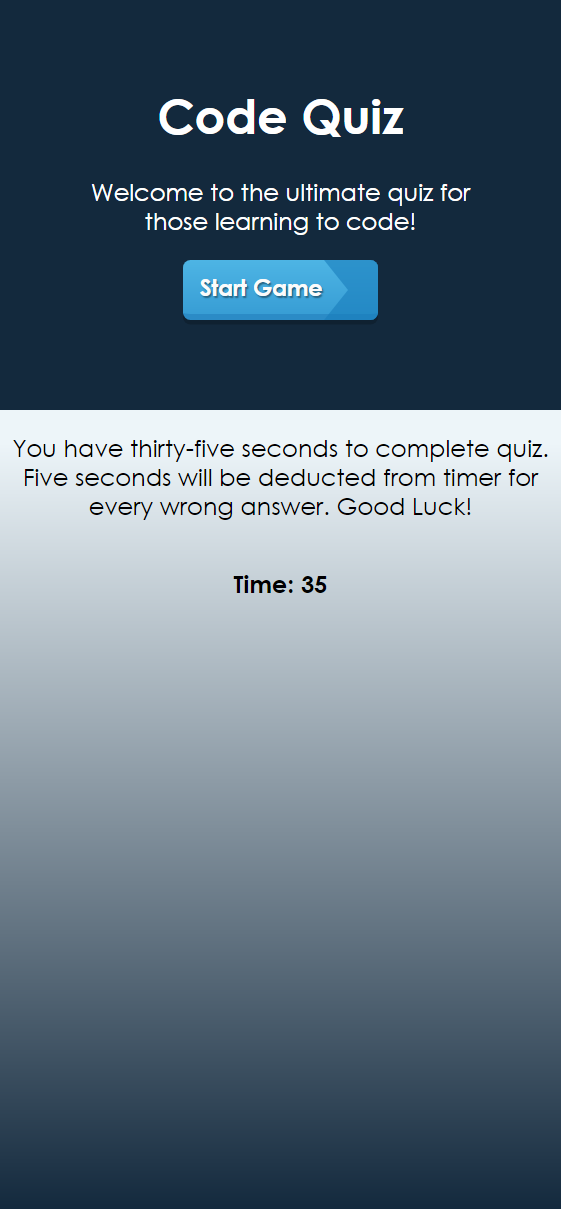 Code Quiz
Welcome to the ultimate quiz for
those learning to code!
Start Game
You have thirty-five seconds to complete quiz.
Five seconds will be deducted from timer for
every wrong answer. Good Luck!
Time: 35